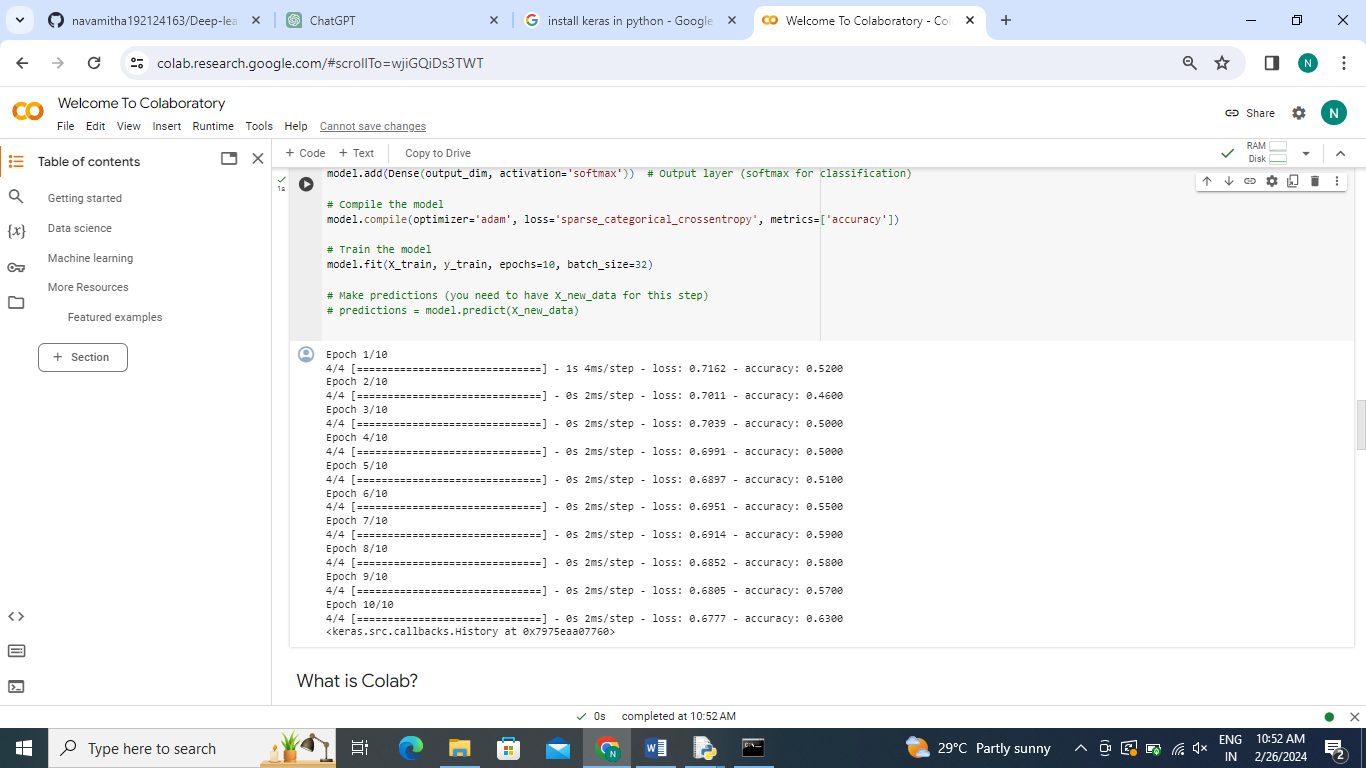 navamitha192124163/Deep-lea
ChatGPT
install keras in python - Google
Welcome To Colaboratory - Col
colab.research.google.com/#scrollTo=wjiGQiDs3TWT
N
Welcome To Colaboratory
File Edit View Insert Runtime Tools Help Cannot save changes
Share
N
Table of contents
+ Code + Text Copy to Drive
RAM
Disk
Getting started
Data science
Machine learning
More Resources
Featured examples
+ Section
1s
model.add(Dense(output_dim, activation='softmax'))  # Output layer (softmax for classification)
# Compile the model
model.compile(optimizer='adam', loss='sparse_categorical_crossentropy', metrics=['accuracy'])
# Train the model
model.fit(X_train, y_train, epochs=10, batch_size=32)
# Make predictions (you need to have X_new_data for this step)
# predictions = model.predict(X_new_data)
Epoch 1/10
4/4 [==============================] - 1s 4ms/step - loss: 0.7162 - accuracy: 0.5200
Epoch 2/10
4/4 [==============================] - 0s 2ms/step - loss: 0.7011 - accuracy: 0.4600
Epoch 3/10
4/4 [==============================] - 0s 2ms/step - loss: 0.7039 - accuracy: 0.5000
Epoch 4/10
4/4 [==============================] - 0s 2ms/step - loss: 0.6991 - accuracy: 0.5000
Epoch 5/10
4/4 [==============================] - 0s 2ms/step - loss: 0.6897 - accuracy: 0.5100
Epoch 6/10
4/4 [==============================] - 0s 2ms/step - loss: 0.6951 - accuracy: 0.5500
Epoch 7/10
4/4 [==============================] - 0s 2ms/step - loss: 0.6914 - accuracy: 0.5900
Epoch 8/10
4/4 [==============================] - 0s 2ms/step - loss: 0.6852 - accuracy: 0.5800
Epoch 9/10
4/4 [==============================] - 0s 2ms/step - loss: 0.6805 - accuracy: 0.5700
Epoch 10/10
4/4 [==============================] - 0s 2ms/step - loss: 0.6777 - accuracy: 0.6300
<keras.src.callbacks.History at 0x7975eaa07760>
What is Colab?
0s completed at 10:52 AM
Type here to search
29°C Partly sunny
ENG
IN
10:52 AM
2/26/2024
2